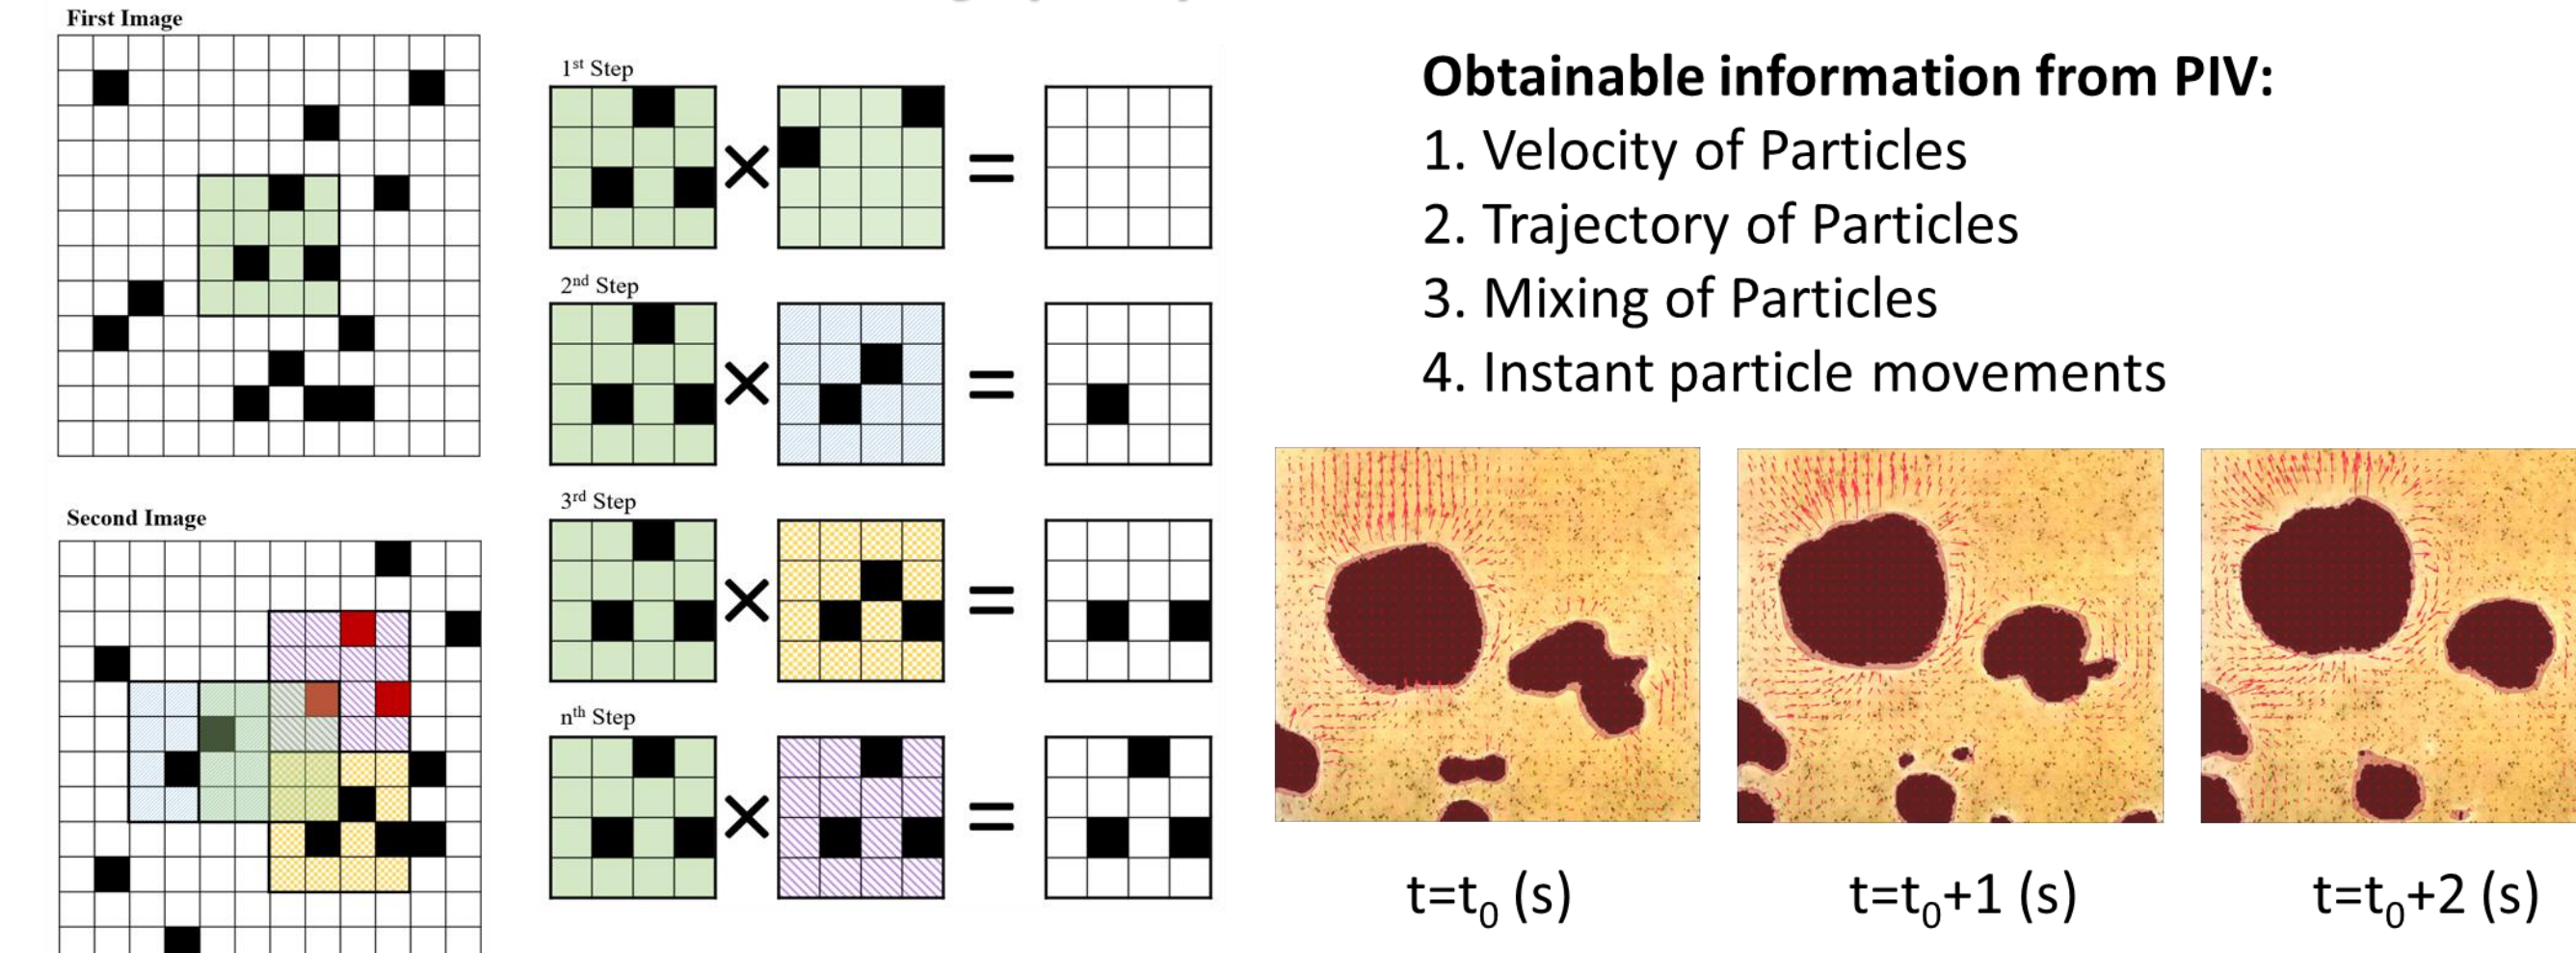 First Image
1st Step
2nd Step
3rd Step
nth Step
Second Image
Obtainable information from PIV:
1. Velocity of Particles
2. Trajectory of Particles
3. Mixing of Particles
4. Instant particle movements
t=t0 (s)
t=t0+1 (s)
t=t0+2 (s)